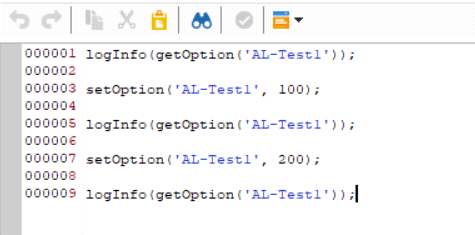 000001 logInfo(getOption('AL-Test1'));
000002
000003 setOption('AL-Test1', 100);
000004
000005 logInfo(getOption('AL-Test1'));
000006
000007 setOption('AL-Test1', 200);
000008
000009 logInfo(getOption('AL-Test1'));